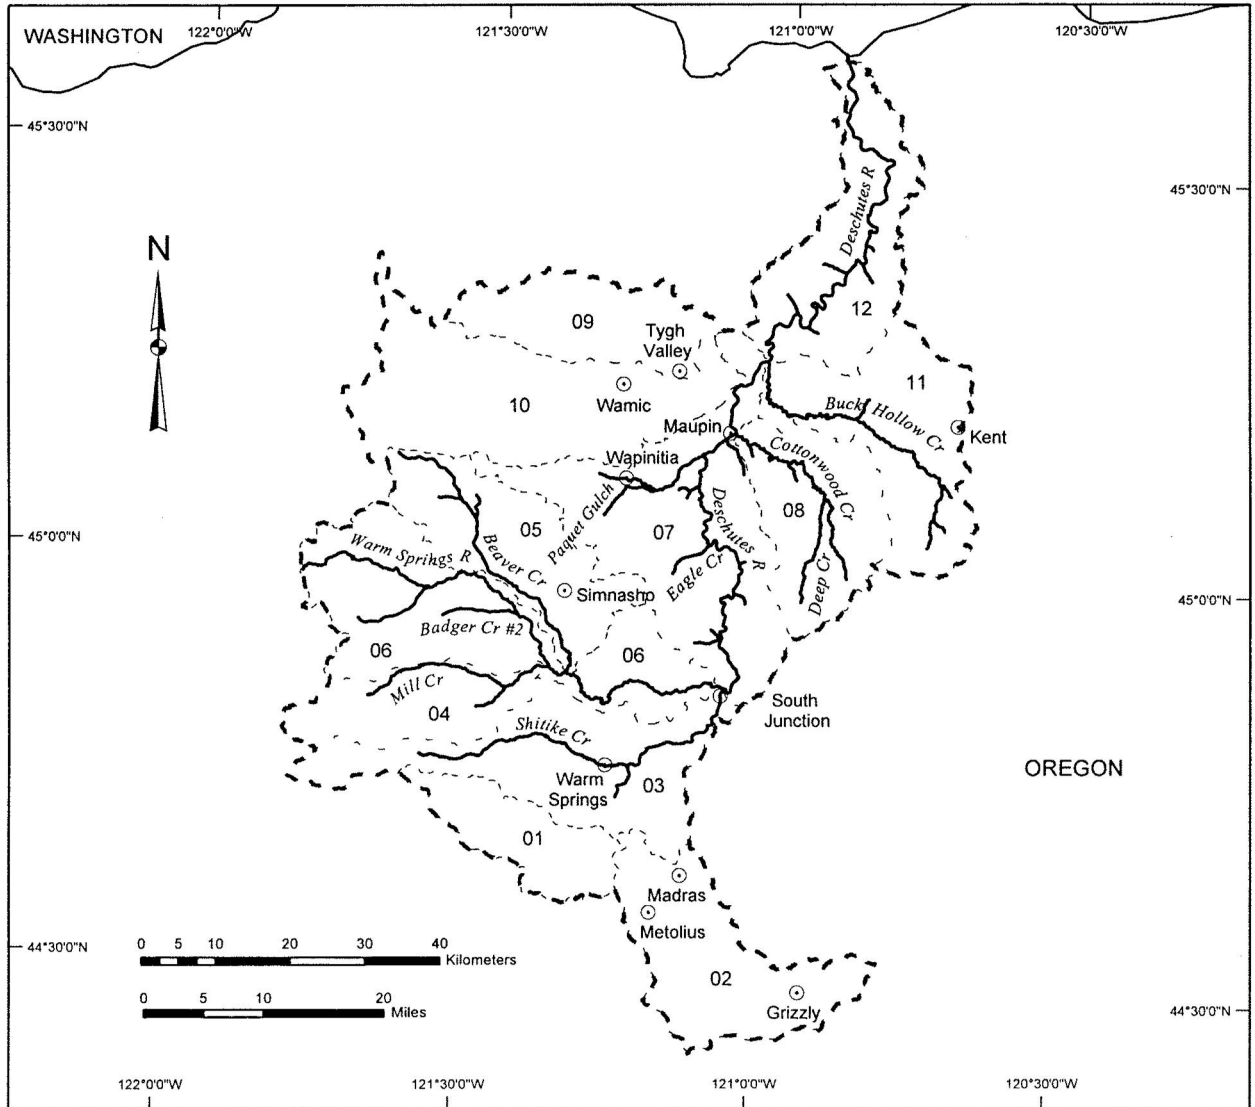 WASHINGTON
122°0'0"W
121°30'0"W
121°0'0"W
120°30'0"W
45°30'0"N
45°30'0"N
N
Deschutes R
12
09
Tygh
Valley
11
10
Wamic
Buck Hollow Cr
Kent
Maupin
Cottonwood Cr
Wapinitia
Paquet Gulch
08
05
07
Deschutes R
45°0'0"N
Warm Springs R
Beaver Cr
Eagle Cr
Deep Cr
Simnasho
45°0'0"N
Badger Cr #2
06
06
Mill Cr
04
South
Junction
Shitike Cr
OREGON
Warm
Springs
03
01
Madras
Metolius
44°30'0"N
0 5 10 20 30 40
Kilometers
02
0 5 10 20
Miles
Grizzly
44°30'0"N
122°0'0"W
121°30'0"W
121°0'0"W
120°30'0"W